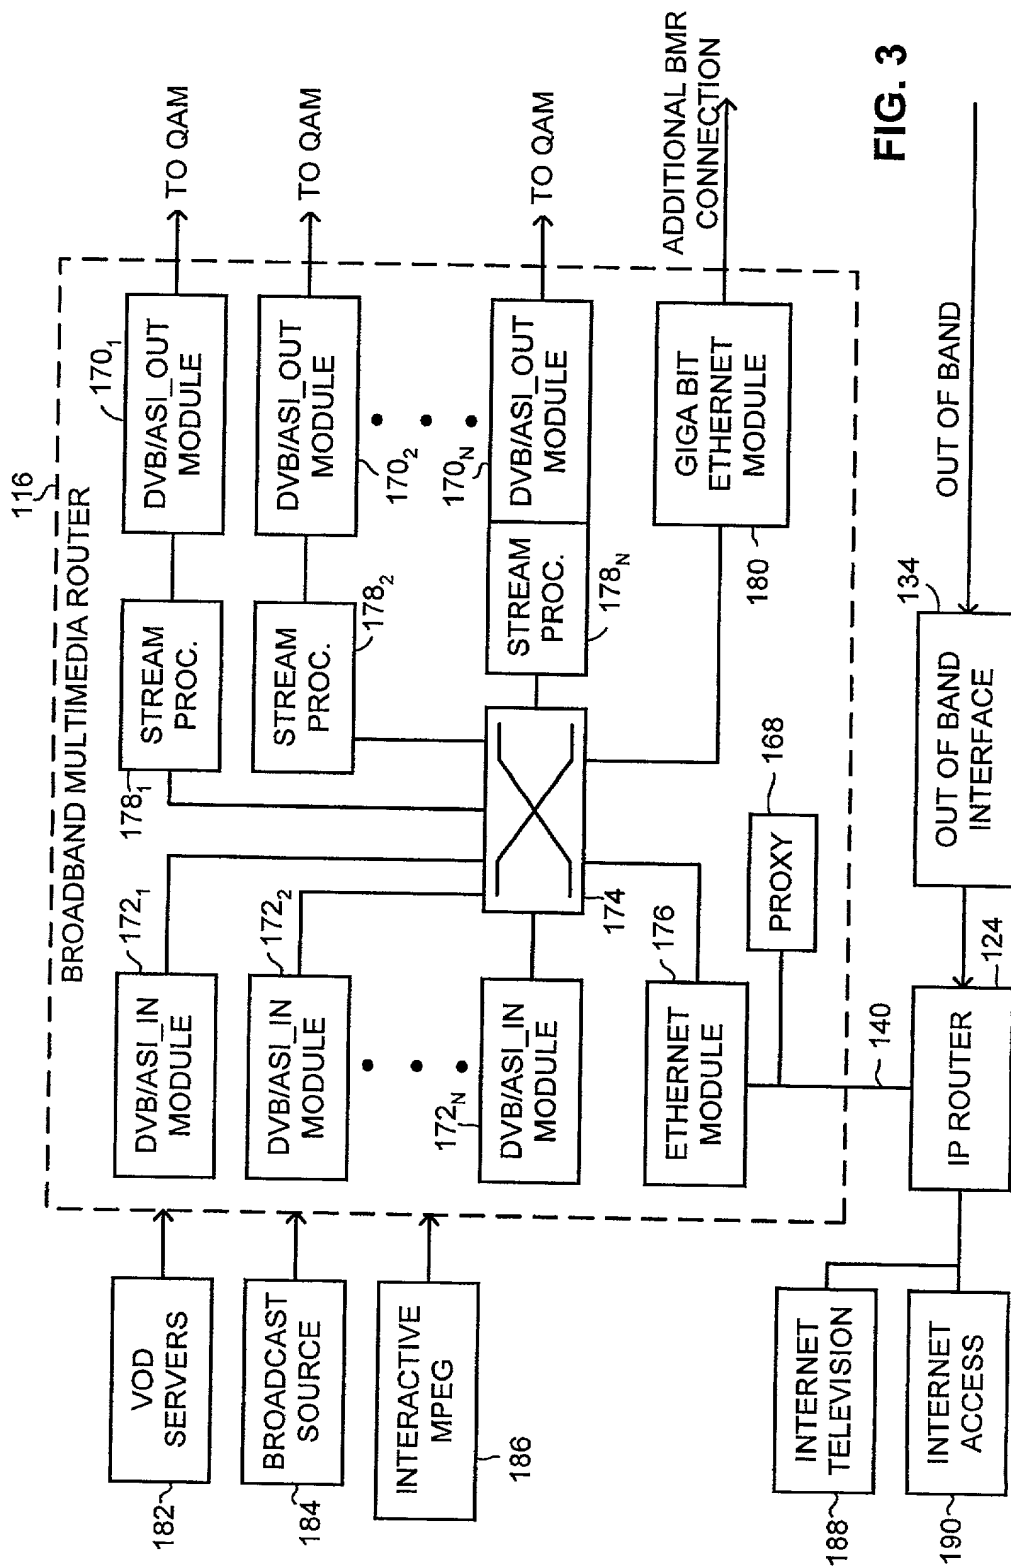 116
BROADBAND MULTIMEDIA ROUTER
VOD
SERVERS
182
BROADCAST
SOURCE
184
INTERACTIVE
MPEG
186
172₁
DVB/ASI_IN
MODULE
172₂
DVB/ASI_IN
MODULE
172N
DVB/ASI_IN
MODULE
176
ETHERNET
MODULE
174
168
PROXY
178₁
STREAM
PROC.
178₂
STREAM
PROC.
178N
STREAM
PROC.
170₁
DVB/ASI_OUT
MODULE
TO QAM
170₂
DVB/ASI_OUT
MODULE
TO QAM
170N
DVB/ASI_OUT
MODULE
TO QAM
180
GIGA BIT
ETHERNET
MODULE
ADDITIONAL BMR
CONNECTION
188
INTERNET
TELEVISION
190
INTERNET
ACCESS
140
124
IP ROUTER
134
OUT OF BAND
INTERFACE
OUT OF BAND
FIG. 3